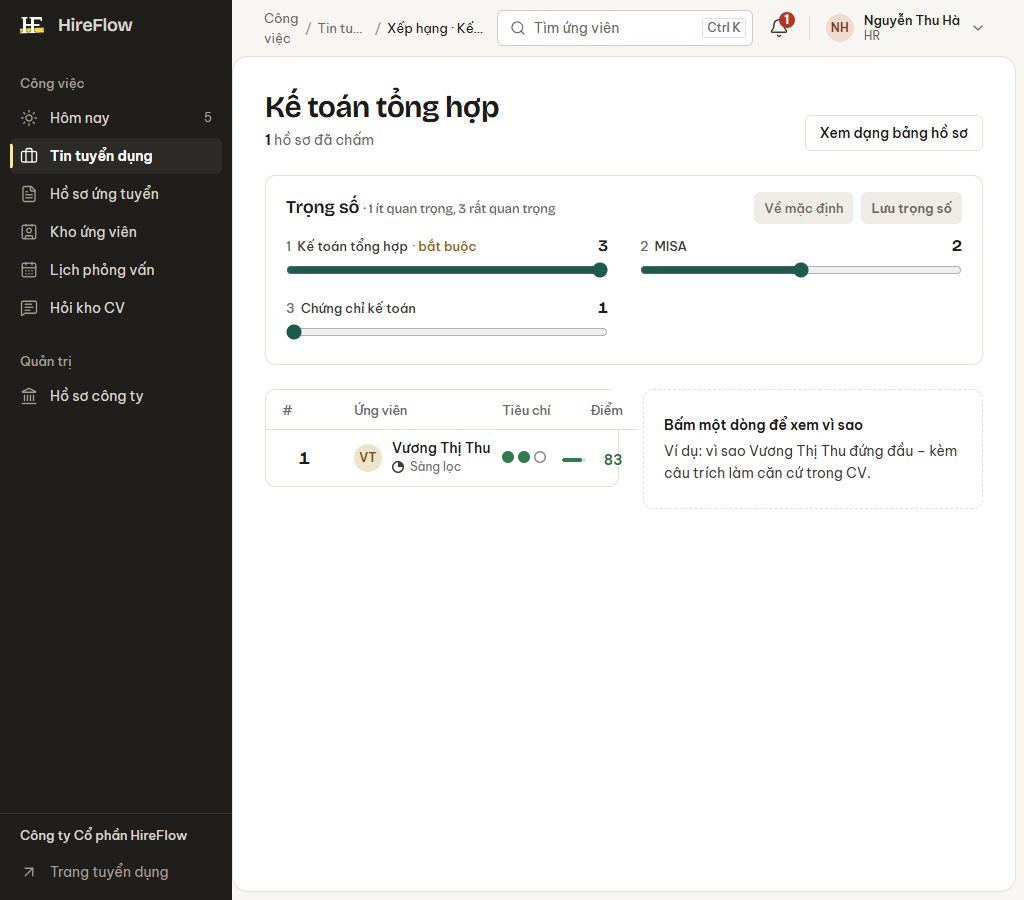 HireFlow
Công việc
Hôm nay 5
Tin tuyển dụng
Hồ sơ ứng tuyển
Kho ứng viên
Lịch phỏng vấn
Hỏi kho CV
Quản trị
Hồ sơ công ty
Công ty Cổ phần HireFlow
Trang tuyển dụng
Công việc / Tin tu... / Xếp hạng · Kế...
Tìm ứng viên Ctrl K
1
NH
Nguyễn Thu Hà
HR
Kế toán tổng hợp
1 hồ sơ đã chấm
Xem dạng bảng hồ sơ
Trọng số · 1 ít quan trọng, 3 rất quan trọng
Về mặc định
Lưu trọng số
1 Kế toán tổng hợp · bắt buộc 3
2 MISA 2
3 Chứng chỉ kế toán 1
# Ứng viên Tiêu chí Điểm
1 VT Vương Thị Thu 83
Sàng lọc
Bấm một dòng để xem vì sao
Ví dụ: vì sao Vương Thị Thu đứng đầu – kèm
câu trích làm căn cứ trong CV.